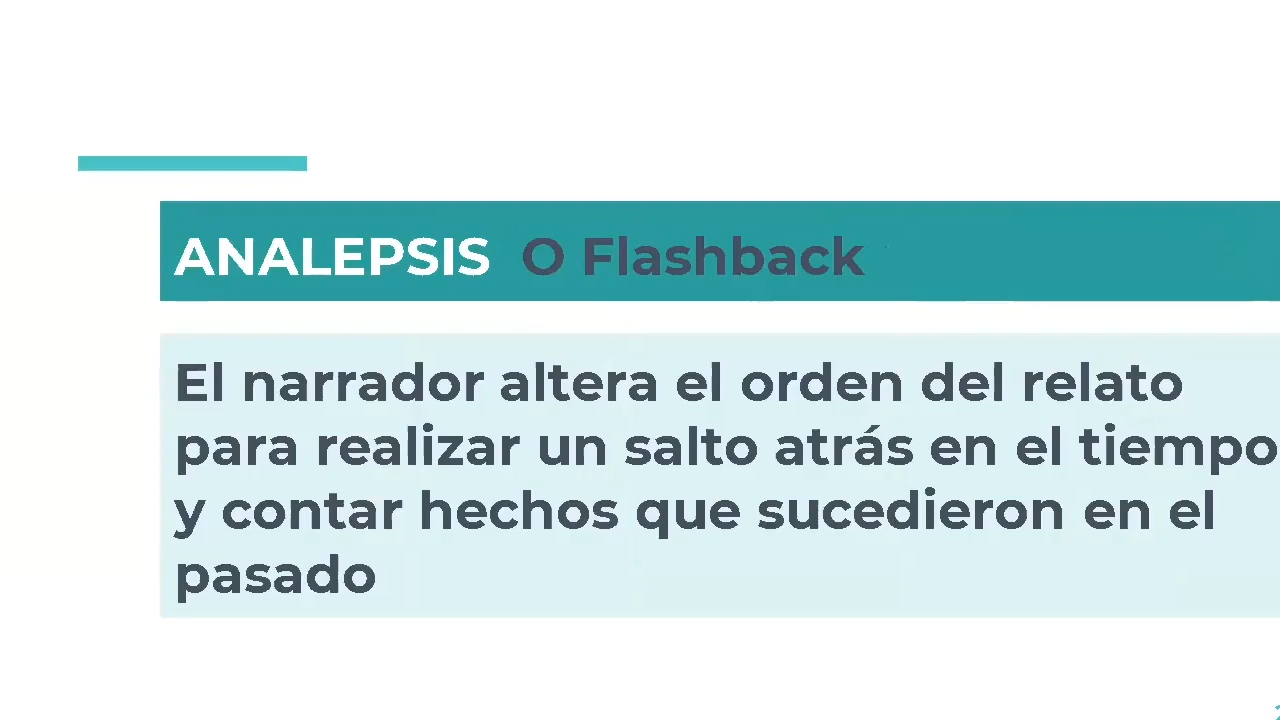 ANALEPSIS O Flashback
El narrador altera el orden del relato
para realizar un salto atrás en el tiempo
y contar hechos que sucedieron en el
pasado